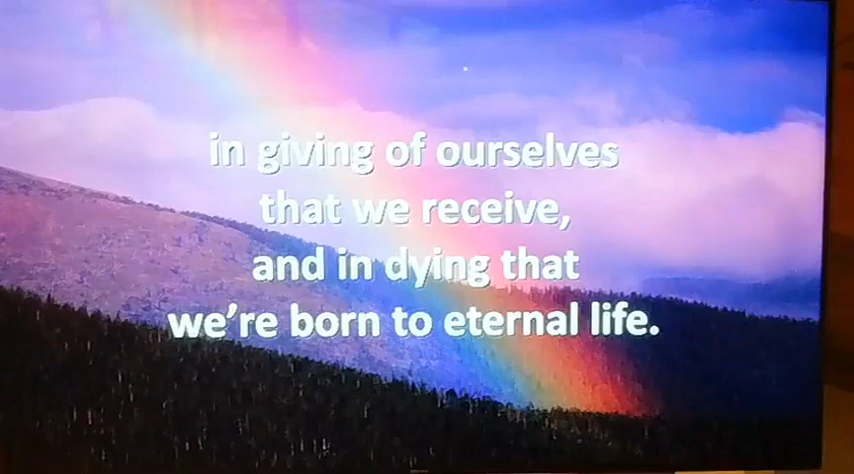 in giving of ourselves
that we receive,
and in dying that
we’re born to eternal life.